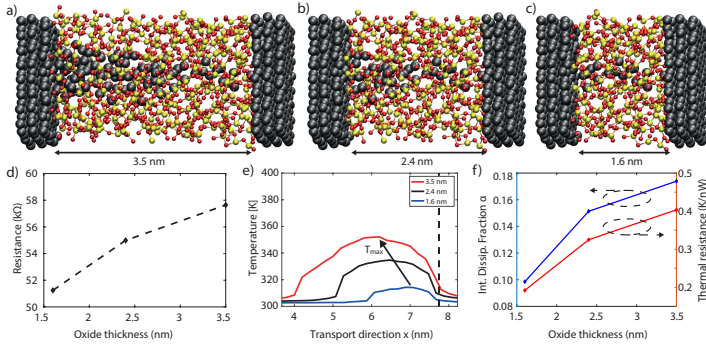 a)
b)
c)
3.5 nm
2.4 nm
1.6 nm
d)
Resistance (kΩ)
60
58
56
54
52
50
1.5
2
2.5
3
3.5
Oxide thickness (nm)
e)
Temperature [K]
380
360
340
320
300
3.5 nm
2.4 nm
1.6 nm
Tmax
4
5
6
7
8
Transport direction x (nm)
f)
Int. Dissip. Fraction α
0.18
0.16
0.14
0.12
0.10
0.08
0.5
0.4
0.3
0.2
Thermal resistance (K/nW)
1.5
2
2.5
3
3.5
Oxide thickness (nm)